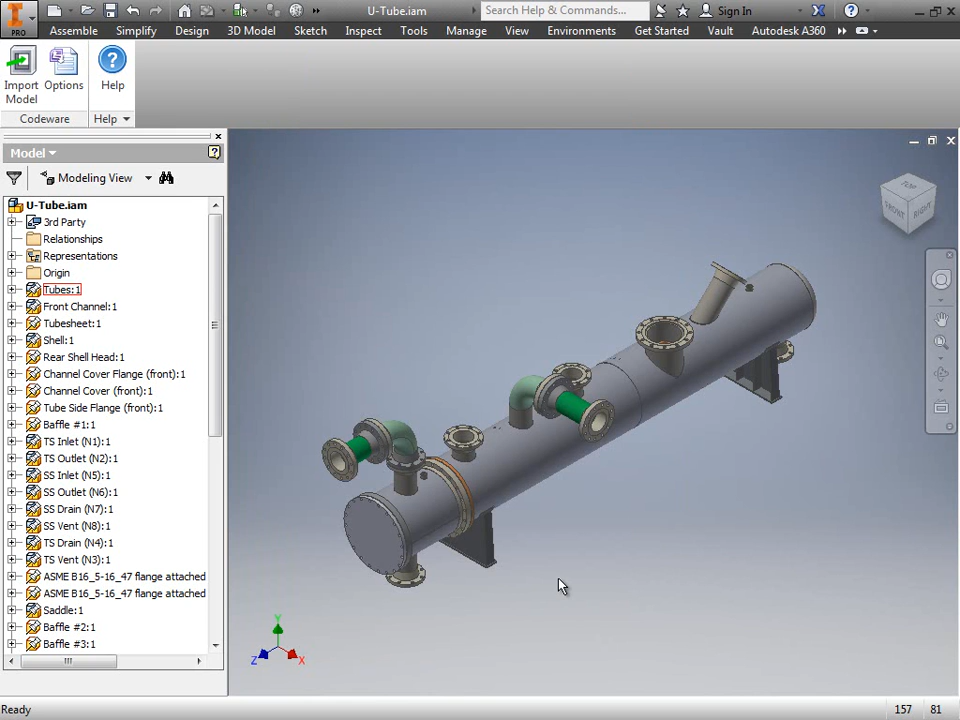 U-Tube.iam
Search Help & Commands...
Sign In
PRO
Assemble
Simplify
Design
3D Model
Sketch
Inspect
Tools
Manage
View
Environments
Get Started
Vault
Autodesk A360
Import Model
Options
Help
Codeware
Help
Model
Modeling View
U-Tube.iam
3rd Party
Relationships
Representations
Origin
Tubes:1
Front Channel:1
Tubesheet:1
Shell:1
Rear Shell Head:1
Channel Cover Flange (front):1
Channel Cover (front):1
Tube Side Flange (front):1
Baffle #1:1
TS Inlet (N1):1
TS Outlet (N2):1
SS Inlet (N5):1
SS Outlet (N6):1
SS Drain (N7):1
SS Vent (N8):1
TS Drain (N4):1
TS Vent (N3):1
ASME B16_5-16_47 flange attached
ASME B16_5-16_47 flange attached
Saddle:1
Baffle #2:1
Baffle #3:1
TOP
FRONT
RIGHT
Y
Z
X
Ready
157
81